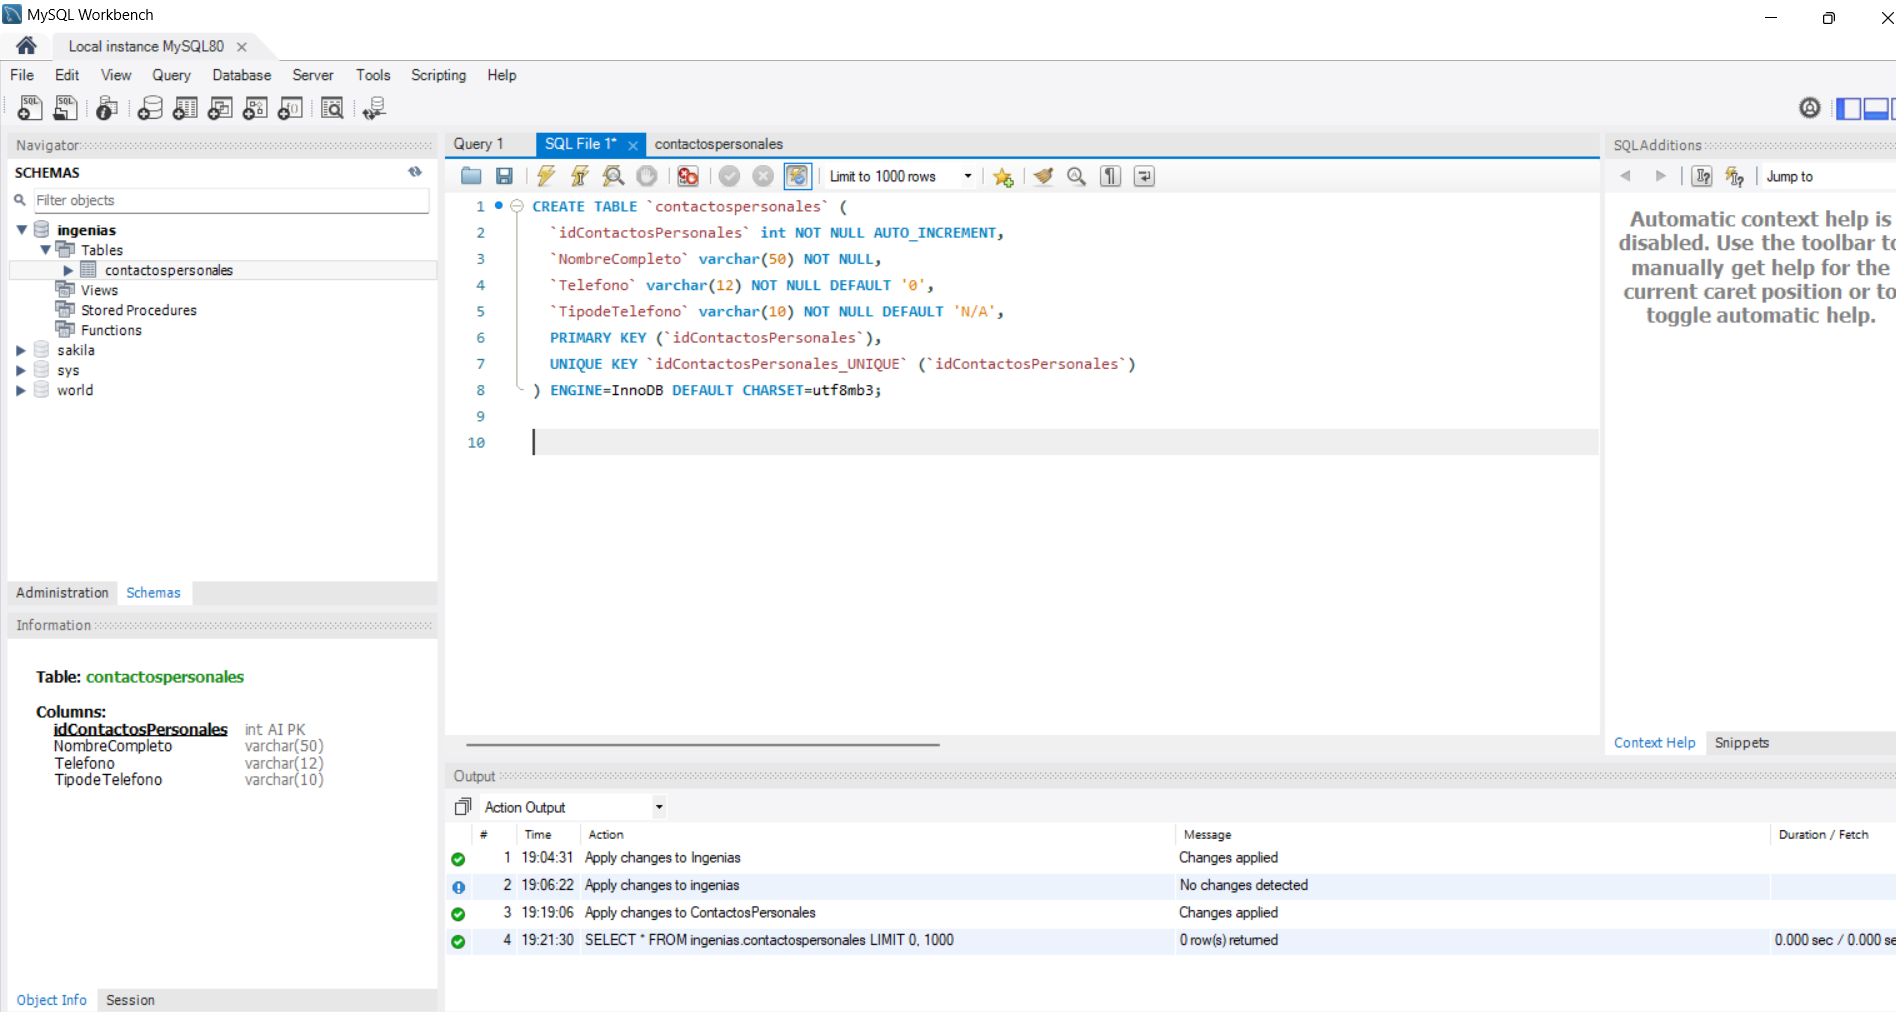 MySQL Workbench
Local instance MySQL80
File Edit View Query Database Server Tools Scripting Help
Navigator
SCHEMAS
Filter objects
ingenias
Tables
contactospersonales
Views
Stored Procedures
Functions
sakila
sys
world
Administration Schemas
Information
Table: contactospersonales
Columns:
idContactosPersonales int AI PK
NombreCompleto varchar(50)
Telefono varchar(12)
TipodeTelefono varchar(10)
Object Info Session
Query 1 SQL File 1* contactospersonales
Limit to 1000 rows
1 CREATE TABLE `contactospersonales` (
2 `idContactosPersonales` int NOT NULL AUTO_INCREMENT,
3 `NombreCompleto` varchar(50) NOT NULL,
4 `Telefono` varchar(12) NOT NULL DEFAULT '0',
5 `TipodeTelefono` varchar(10) NOT NULL DEFAULT 'N/A',
6 PRIMARY KEY (`idContactosPersonales`),
7 UNIQUE KEY `idContactosPersonales_UNIQUE` (`idContactosPersonales`)
8 ) ENGINE=InnoDB DEFAULT CHARSET=utf8mb3;
9
10
SQLAdditions
Jump to
Automatic context help is
disabled. Use the toolbar to
manually get help for the
current caret position or to
toggle automatic help.
Context Help Snippets
Output
Action Output
# Time Action Message Duration / Fetch
1 19:04:31 Apply changes to Ingenias Changes applied
2 19:06:22 Apply changes to ingenias No changes detected
3 19:19:06 Apply changes to ContactosPersonales Changes applied
4 19:21:30 SELECT * FROM ingenias.contactospersonales LIMIT 0, 1000 0 row(s) returned 0.000 sec / 0.000 se